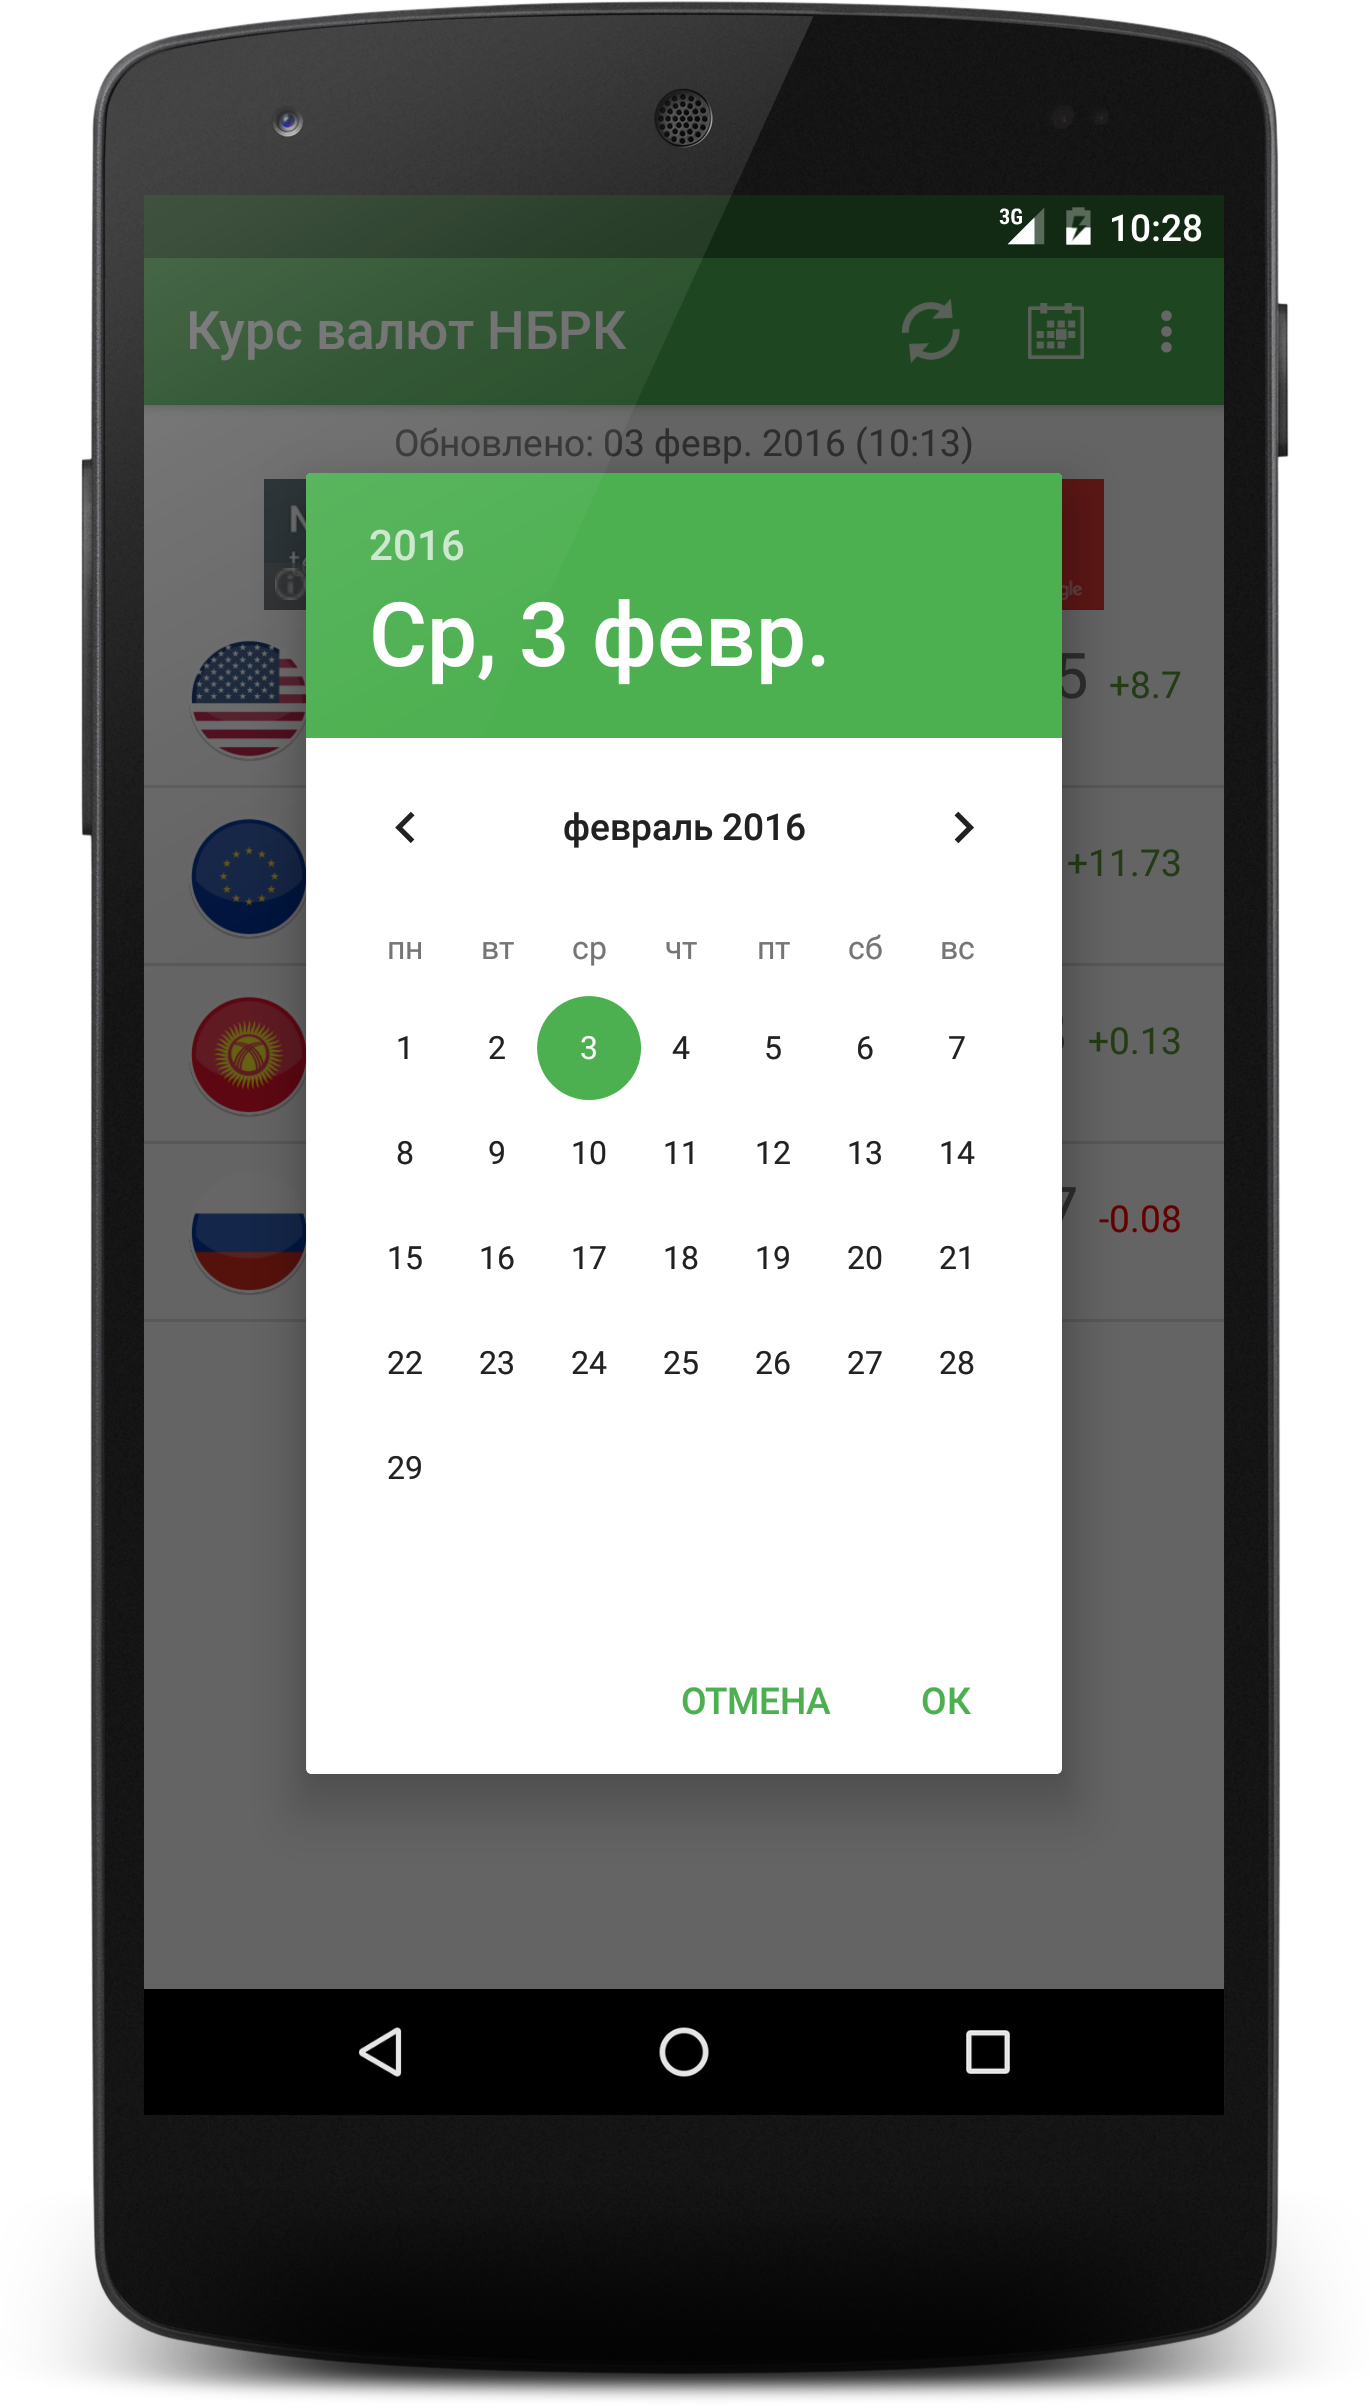 3G 10:28
Курс валют НБРК
Обновлено: 03 февр. 2016 (10:13)
2016
Ср, 3 февр.
5 +8.7
+11.73
+0.13
7 -0.08
февраль 2016
пн вт ср чт пт сб вс
1 2 3 4 5 6 7
8 9 10 11 12 13 14
15 16 17 18 19 20 21
22 23 24 25 26 27 28
29
ОТМЕНА ОК